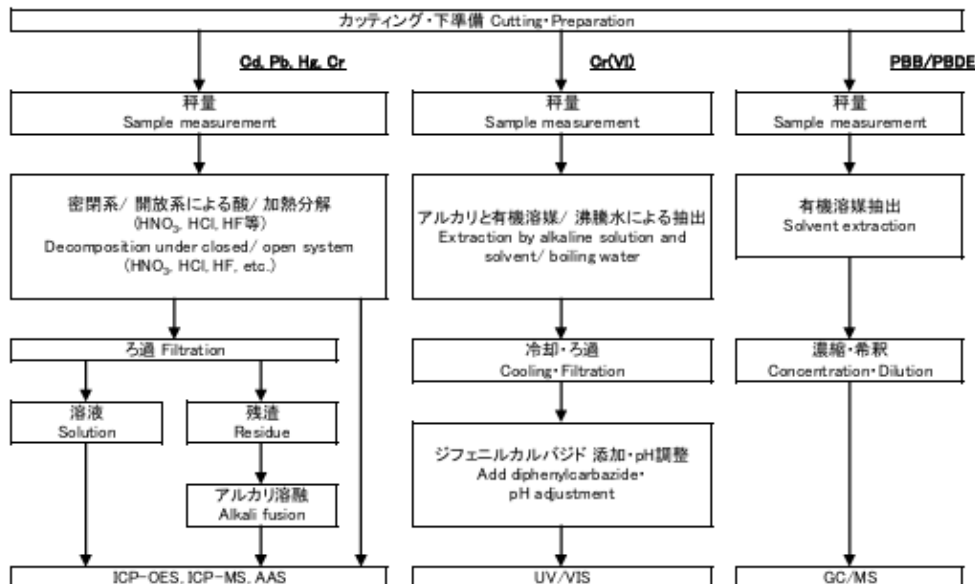 カッティング・下準備 Cutting・Preparation
Cd, Pb, Hg, Cr
Cr(VI)
PBB/PBDE
秤量
Sample measurement
秤量
Sample measurement
秤量
Sample measurement
密閉系/ 開放系による酸/ 加熱分解
(HNO₃, HCl, HF等)
Decomposition under closed/ open system
(HNO₃, HCl, HF, etc.)
アルカリと有機溶媒/ 沸騰水による抽出
Extraction by alkaline solution and
solvent/ boiling water
有機溶媒抽出
Solvent extraction
ろ過 Filtration
冷却・ろ過
Cooling・Filtration
濃縮・希釈
Concentration・Dilution
溶液
Solution
残渣
Residue
アルカリ溶融
Alkali fusion
ジフェニルカルバジド 添加・pH調整
Add diphenylcarbazide・
pH adjustment
ICP-OES, ICP-MS, AAS
UV/VIS
GC/MS